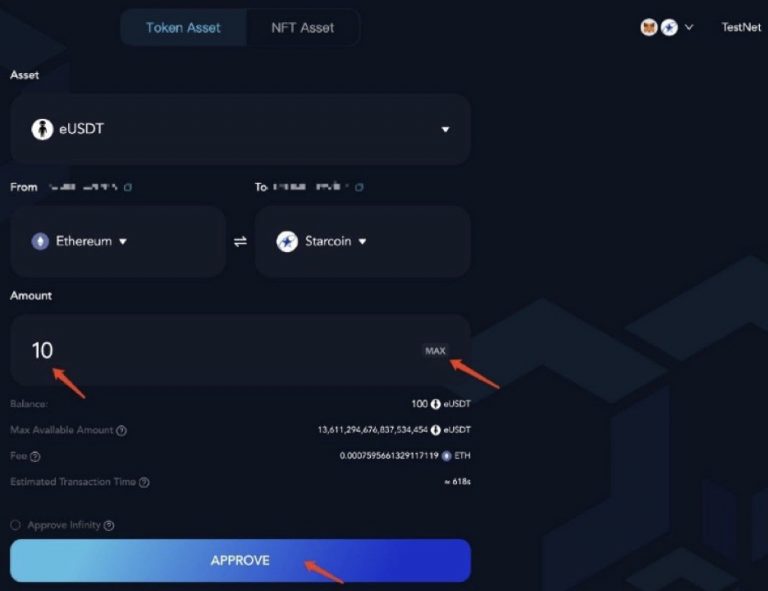 Token Asset NFT Asset TestNet
Asset
eUSDT
From To
Ethereum Starcoin
Amount
10 MAX
Balance: 100 eUSDT
Max Available Amount 13,611,294,676,837,534,454 eUSDT
Fee 0.0007595661329117119 ETH
Estimated Transaction Time ≈ 618s
Approve Infinity
APPROVE